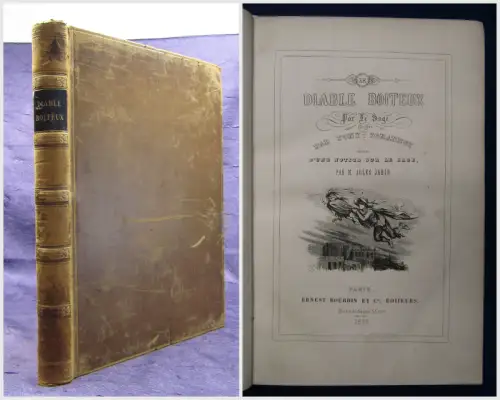 DIABLE
BOITEUX
LE
DIABLE BOITEUX
Par Le Sage
PAR TONY JOHANNOT
D'UNE NOTICE SUR LE SAGE,
PAR M. JULES JANIN.
PARIS
ERNEST BOURDIN ET Cie, ÉDITEURS,